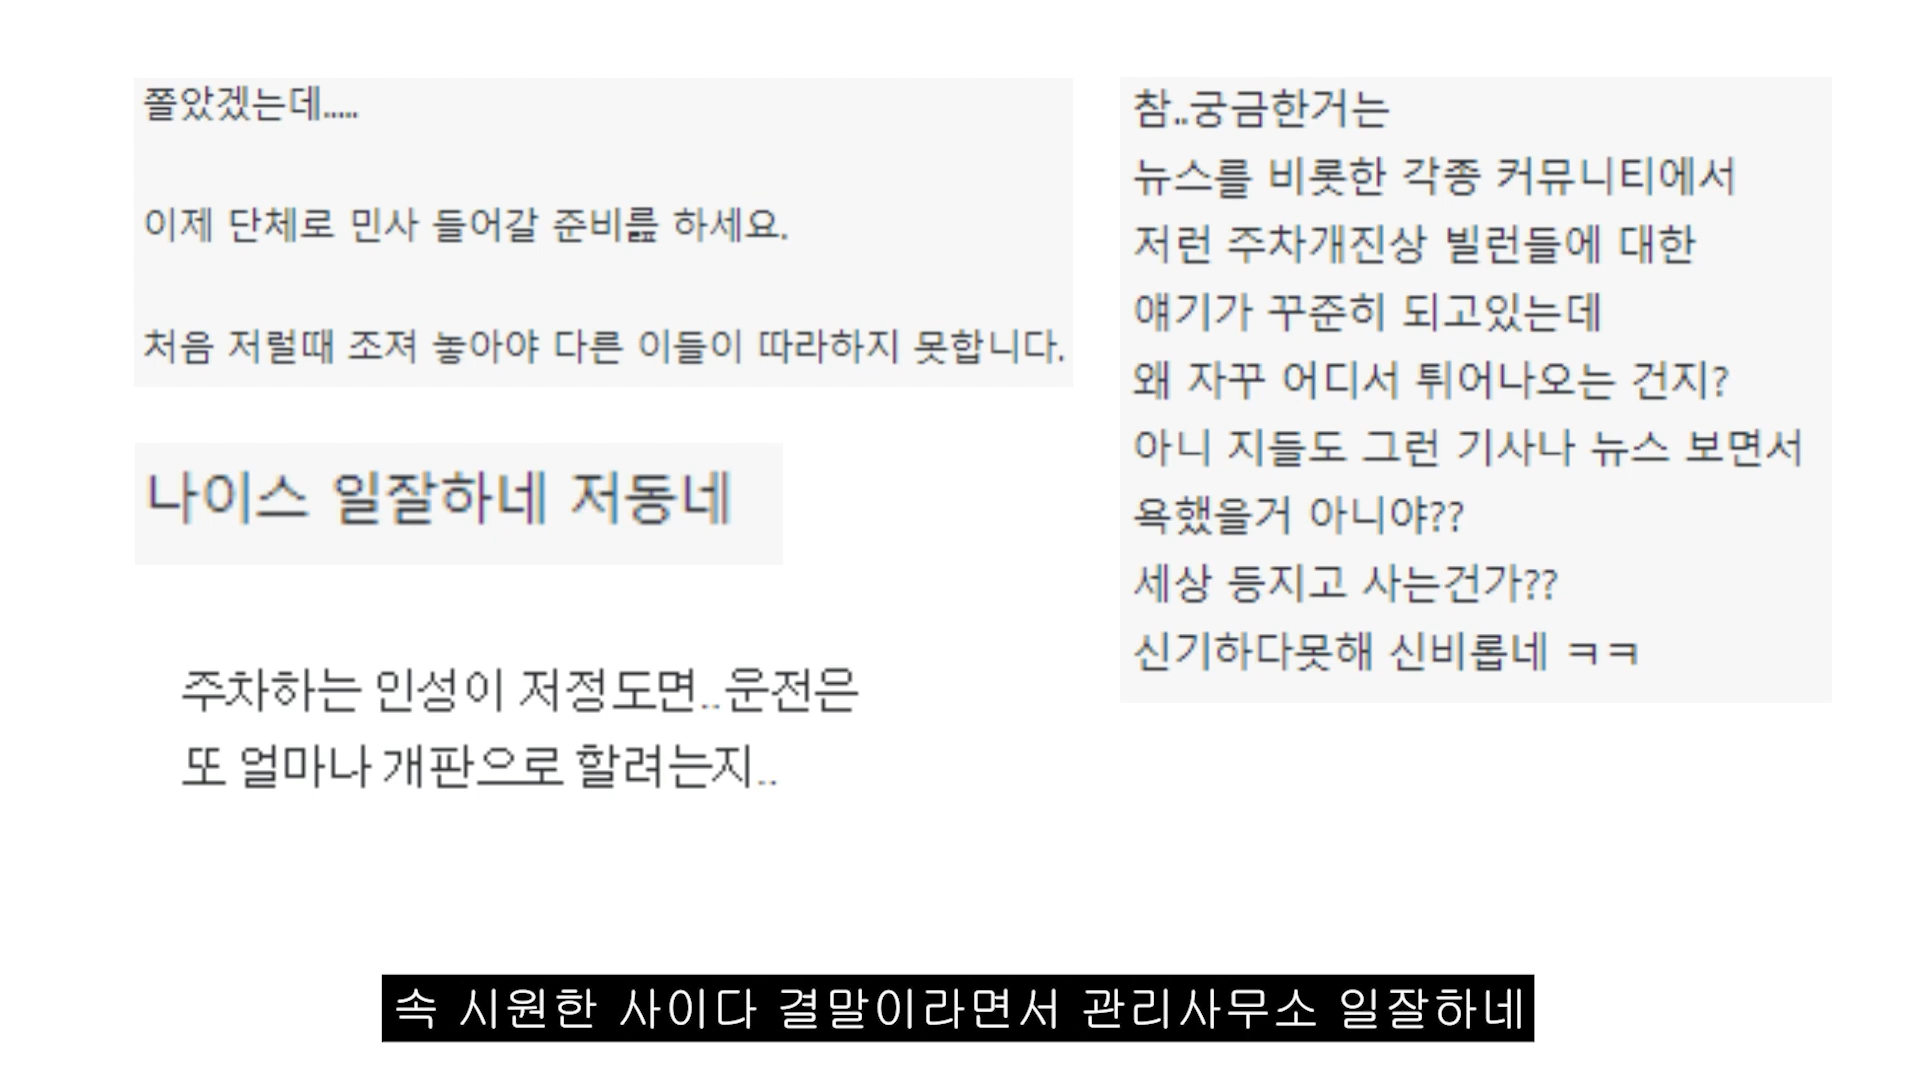 쫄았겠는데.....
이제 단체로 민사 들어갈 준비를 하세요.
처음 저럴때 조져 놓아야 다른 이들이 따라하지 못합니다.
나이스 일잘하네 저동네
주차하는 인성이 저정도면..운전은
또 얼마나 개판으로 할려는지..
참..궁금한거는
뉴스를 비롯한 각종 커뮤니티에서
저런 주차개진상 빌런들에 대한
얘기가 꾸준히 되고있는데
왜 자꾸 어디서 튀어나오는 건지?
아니 지들도 그런 기사나 뉴스 보면서
욕했을거 아니야??
세상 등지고 사는건가??
신기하다못해 신비롭네 ㅋㅋ
속 시원한 사이다 결말이라면서 관리사무소 일잘하네